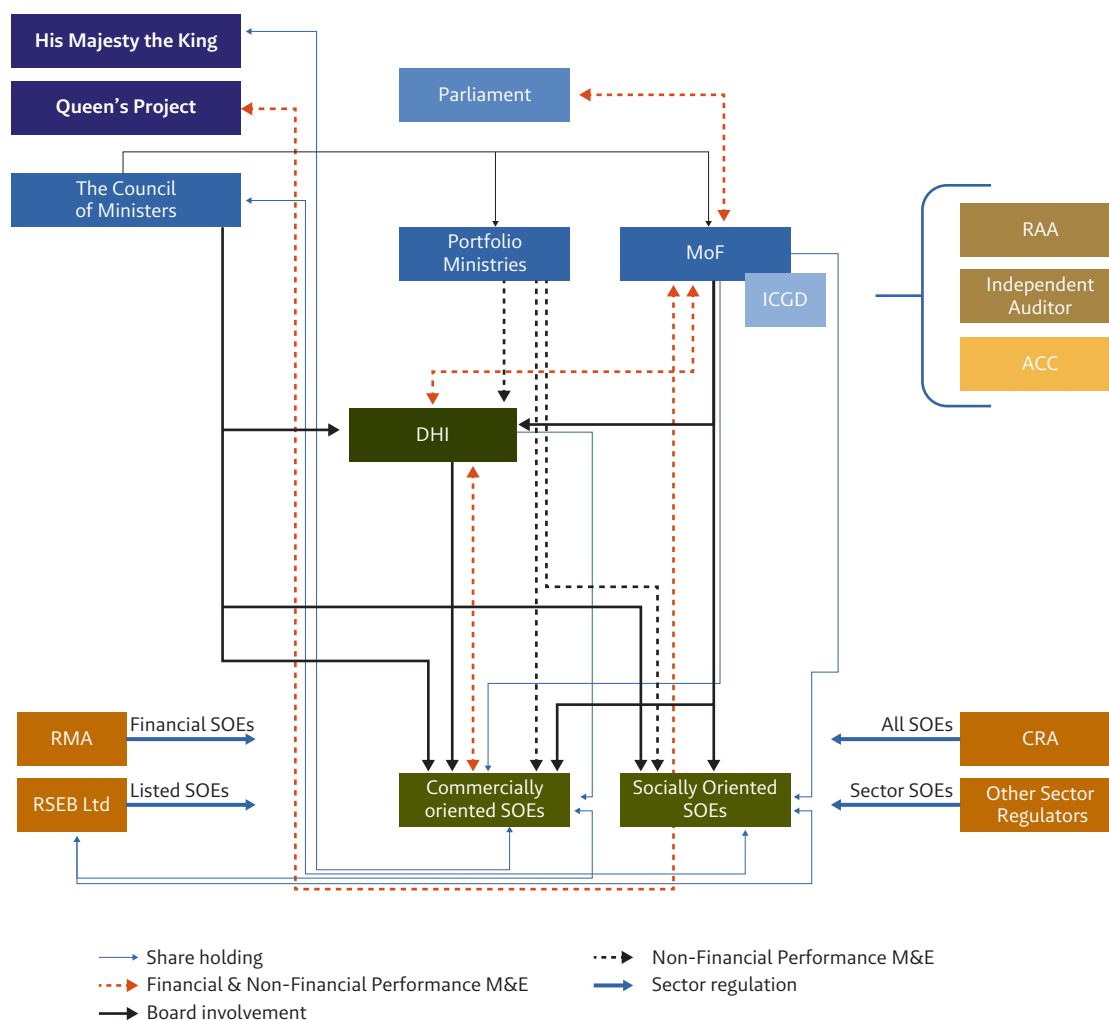 His Majesty the King
Queen’s Project
Parliament
The Council
of Ministers
Portfolio
Ministries
MoF
ICGD
RAA
Independent
Auditor
ACC
DHI
RMA
Financial SOEs
RSEB Ltd
Listed SOEs
Commercially
oriented SOEs
Socially Oriented
SOEs
All SOEs
CRA
Sector SOEs
Other Sector
Regulators
Share holding
Financial & Non-Financial Performance M&E
Board involvement
Non-Financial Performance M&E
Sector regulation